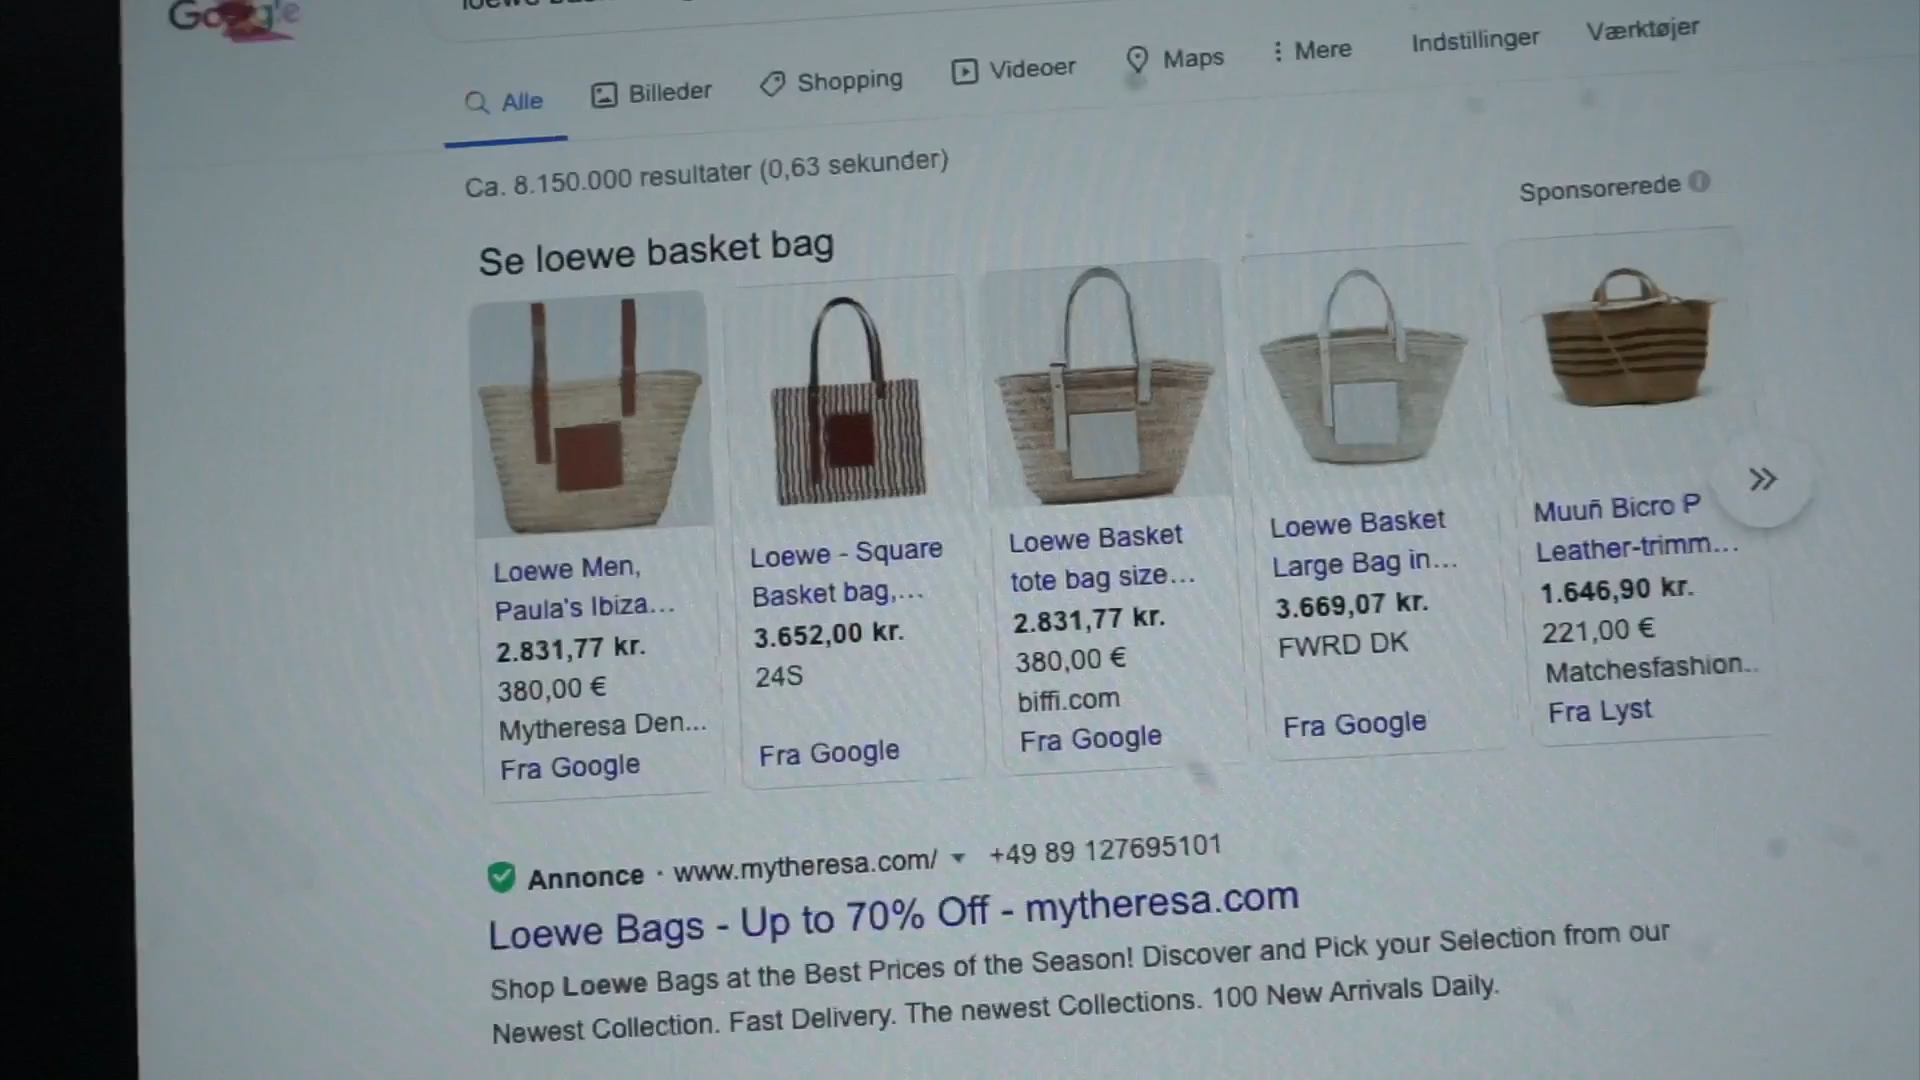 Google
Alle
Billeder
Shopping
Videoer
Maps
Mere
Indstillinger
Værktøjer
Ca. 8.150.000 resultater (0,63 sekunder)
Sponsorerede
Se loewe basket bag
Loewe Men,
Paula's Ibiza...
2.831,77 kr.
380,00 €
Mytheresa Den...
Fra Google
Loewe - Square
Basket bag,...
3.652,00 kr.
24S
Fra Google
Loewe Basket
tote bag size...
2.831,77 kr.
380,00 €
biffi.com
Fra Google
Loewe Basket
Large Bag in...
3.669,07 kr.
FWRD DK
Fra Google
Muuñ Bicro P
Leather-trimm...
1.646,90 kr.
221,00 €
Matchesfashion..
Fra Lyst
Annonce · www.mytheresa.com/ +49 89 127695101
Loewe Bags - Up to 70% Off - mytheresa.com
Shop Loewe Bags at the Best Prices of the Season! Discover and Pick your Selection from our
Newest Collection. Fast Delivery. The newest Collections. 100 New Arrivals Daily.